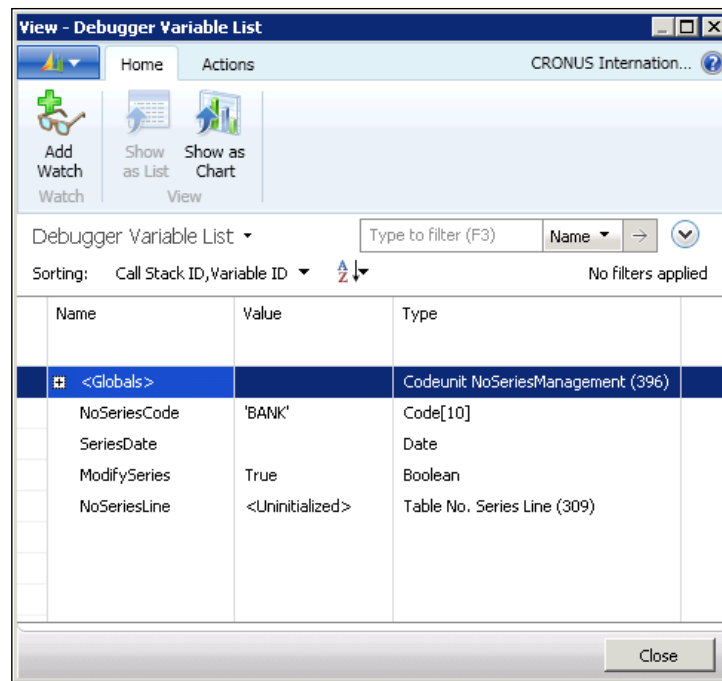 View - Debugger Variable List
Home Actions CRONUS Internation...
Add Watch
Show as List
Show as Chart
Watch View
Debugger Variable List Type to filter (F3) Name
Sorting: Call Stack ID,Variable ID A Z No filters applied
Name Value Type
<Globals> Codeunit NoSeriesManagement (396)
NoSeriesCode 'BANK' Code[10]
SeriesDate Date
ModifySeries True Boolean
NoSeriesLine <Uninitialized> Table No. Series Line (309)
Close